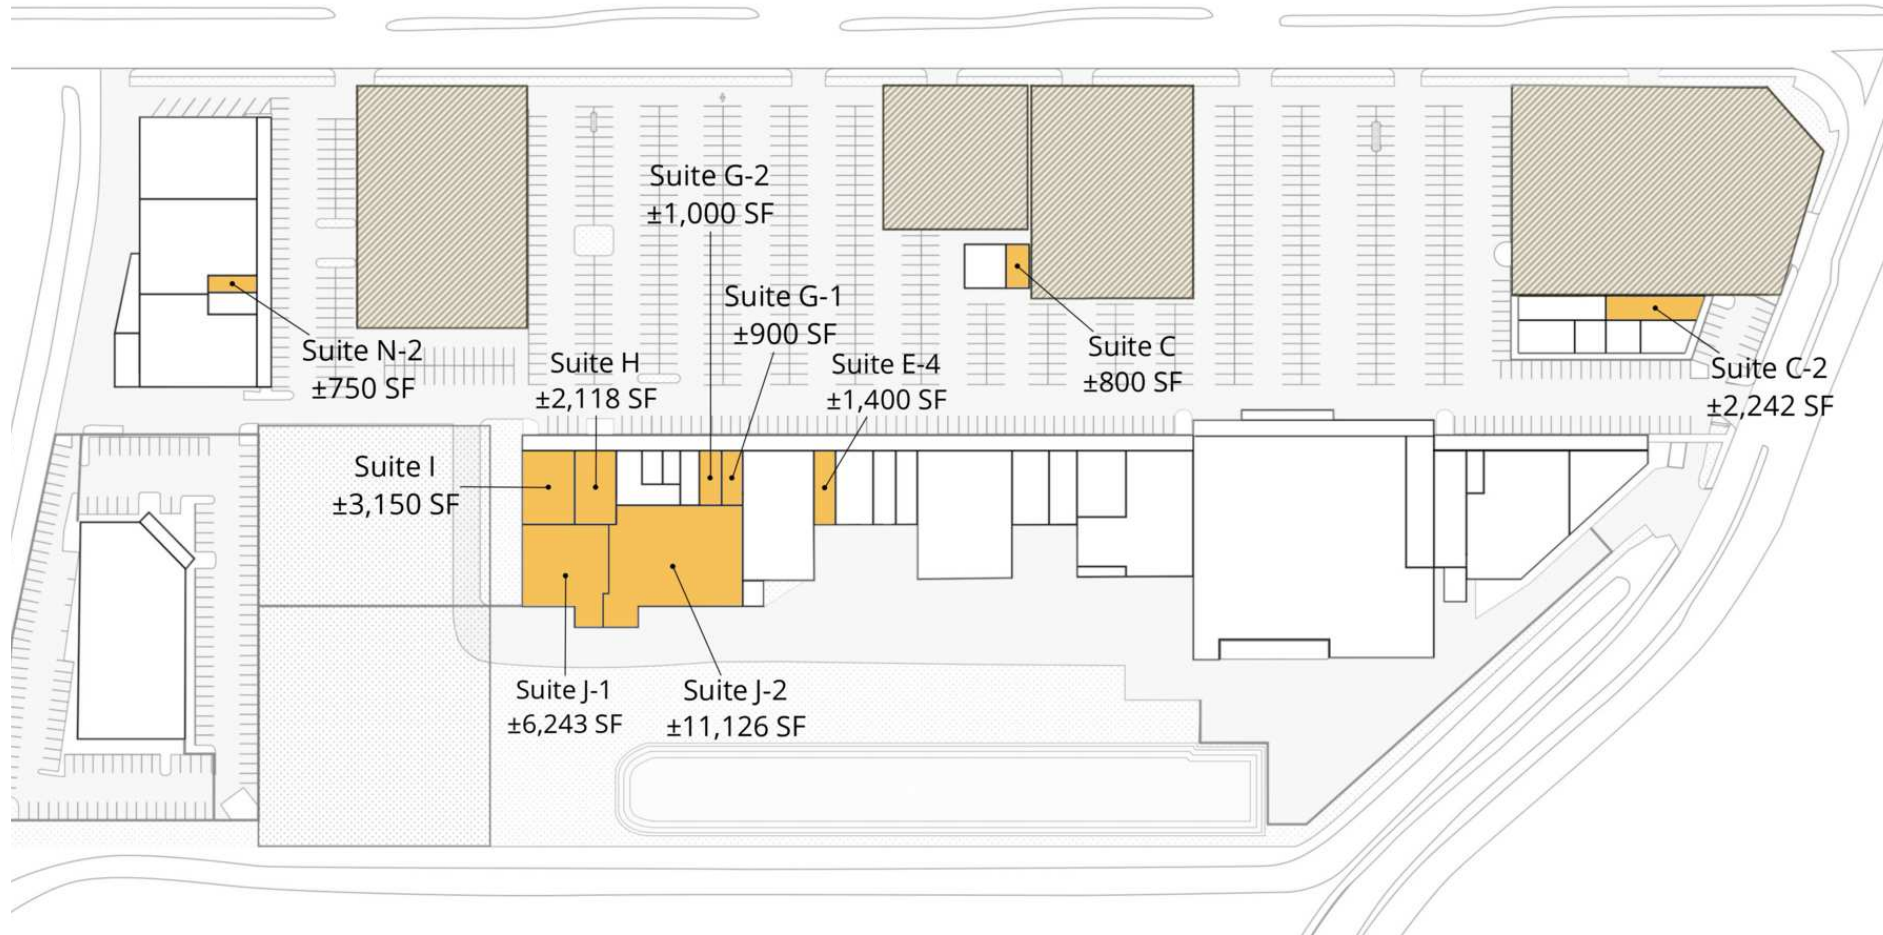 Suite G-2
±1,000 SF
Suite G-1
±900 SF
Suite N-2
±750 SF
Suite H
±2,118 SF
Suite E-4
±1,400 SF
Suite C
±800 SF
Suite C-2
±2,242 SF
Suite I
±3,150 SF
Suite J-1
±6,243 SF
Suite J-2
±11,126 SF